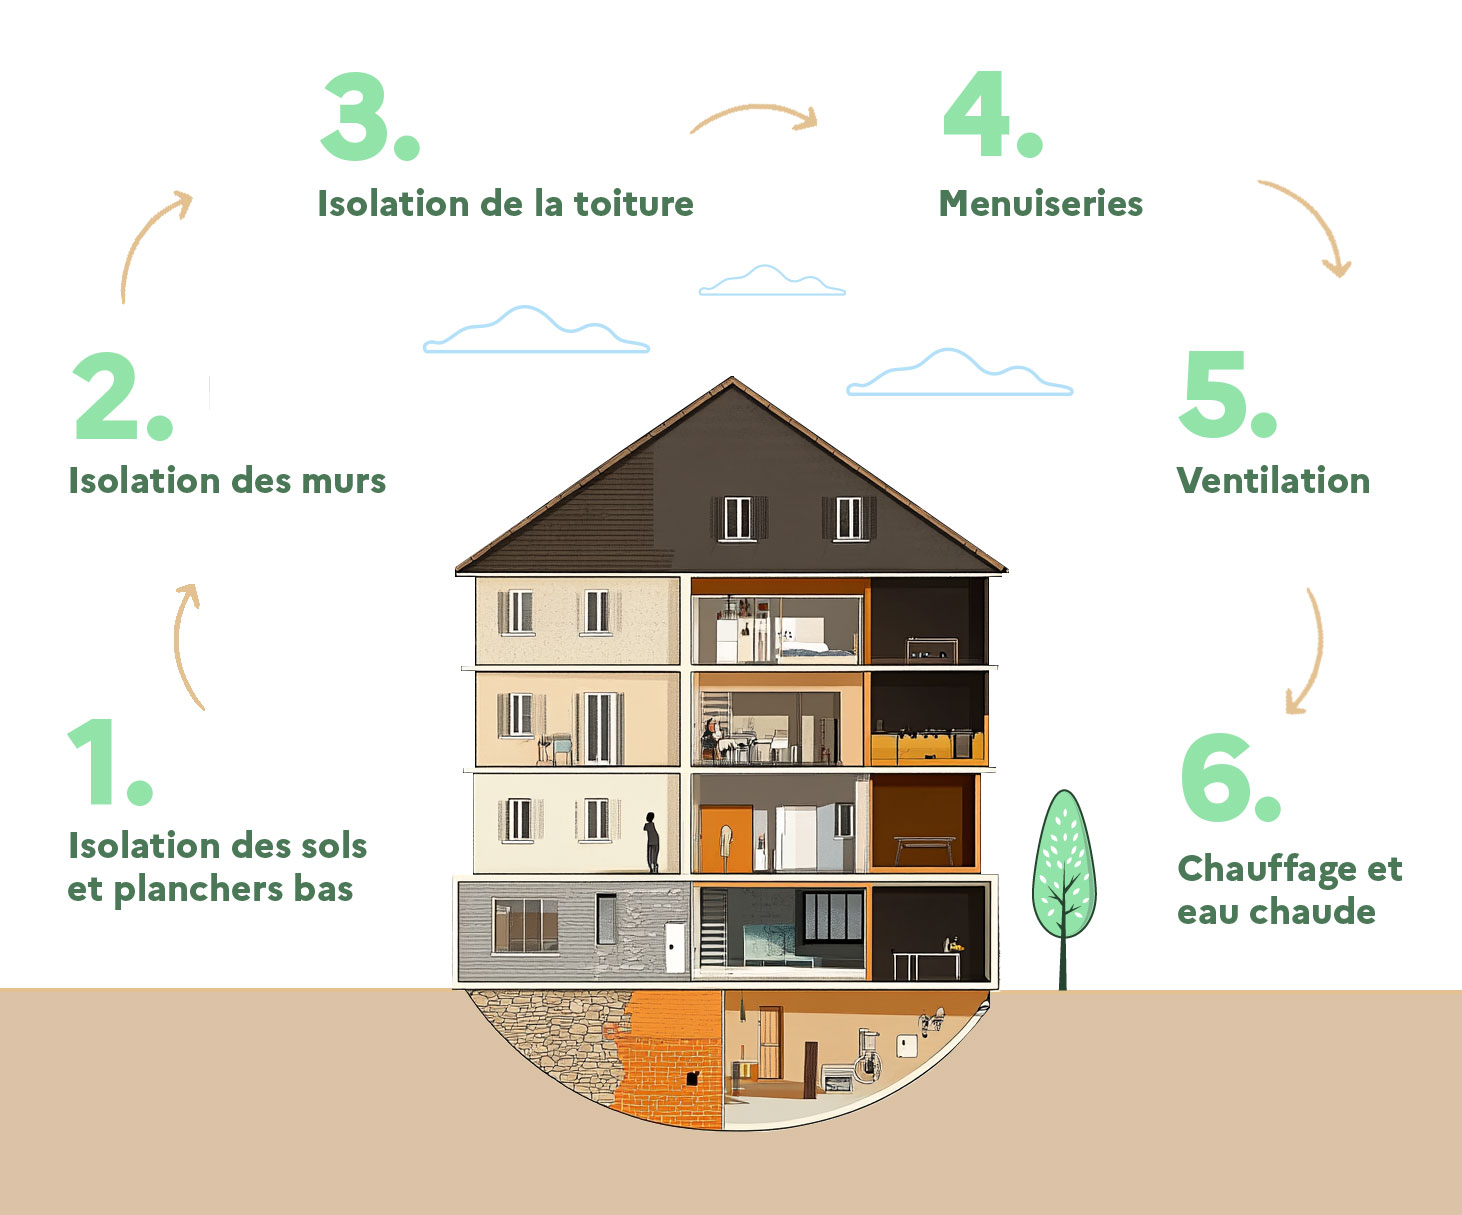 3.
Isolation de la toiture
4.
Menuiseries
2.
Isolation des murs
5.
Ventilation
1.
Isolation des sols
et planchers bas
6.
Chauffage et
eau chaude